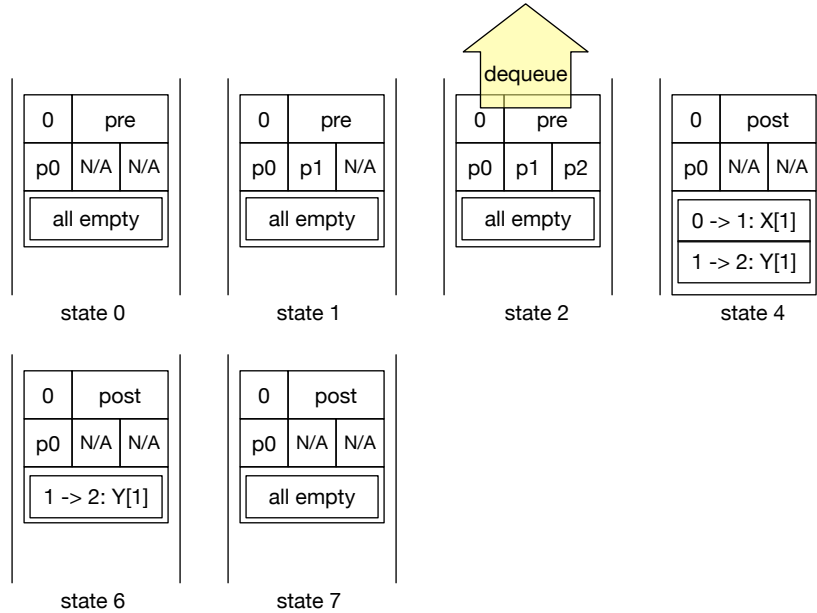 dequeue
0 pre
p0 N/A N/A
all empty
state 0
0 pre
p0 p1 N/A
all empty
state 1
0 pre
p0 p1 p2
all empty
state 2
0 post
p0 N/A N/A
0 -> 1: X[1]
1 -> 2: Y[1]
state 4
0 post
p0 N/A N/A
1 -> 2: Y[1]
state 6
0 post
p0 N/A N/A
all empty
state 7